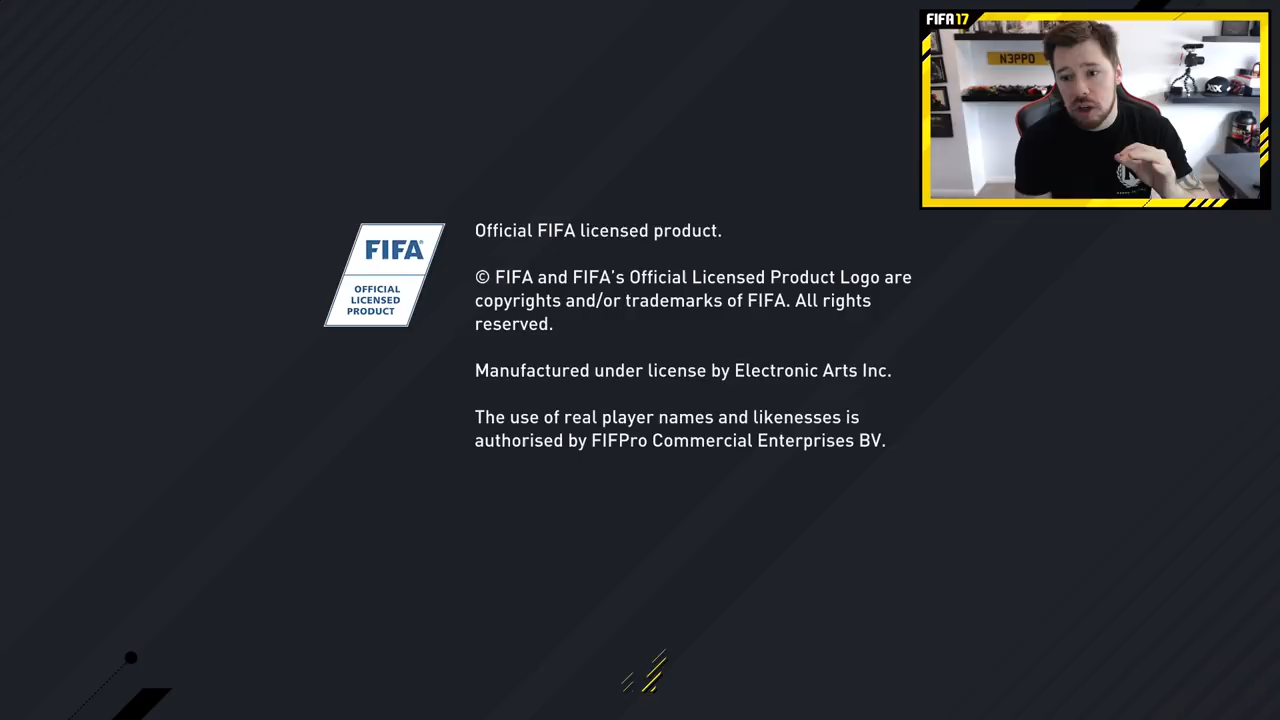 FIFA 17
N3PPO
Official FIFA licensed product.
FIFA
© FIFA and FIFA's Official Licensed Product Logo are
copyrights and/or trademarks of FIFA. All rights
reserved.
OFFICIAL
LICENSED
PRODUCT
Manufactured under license by Electronic Arts Inc.
The use of real player names and likenesses is
authorised by FIFPro Commercial Enterprises BV.